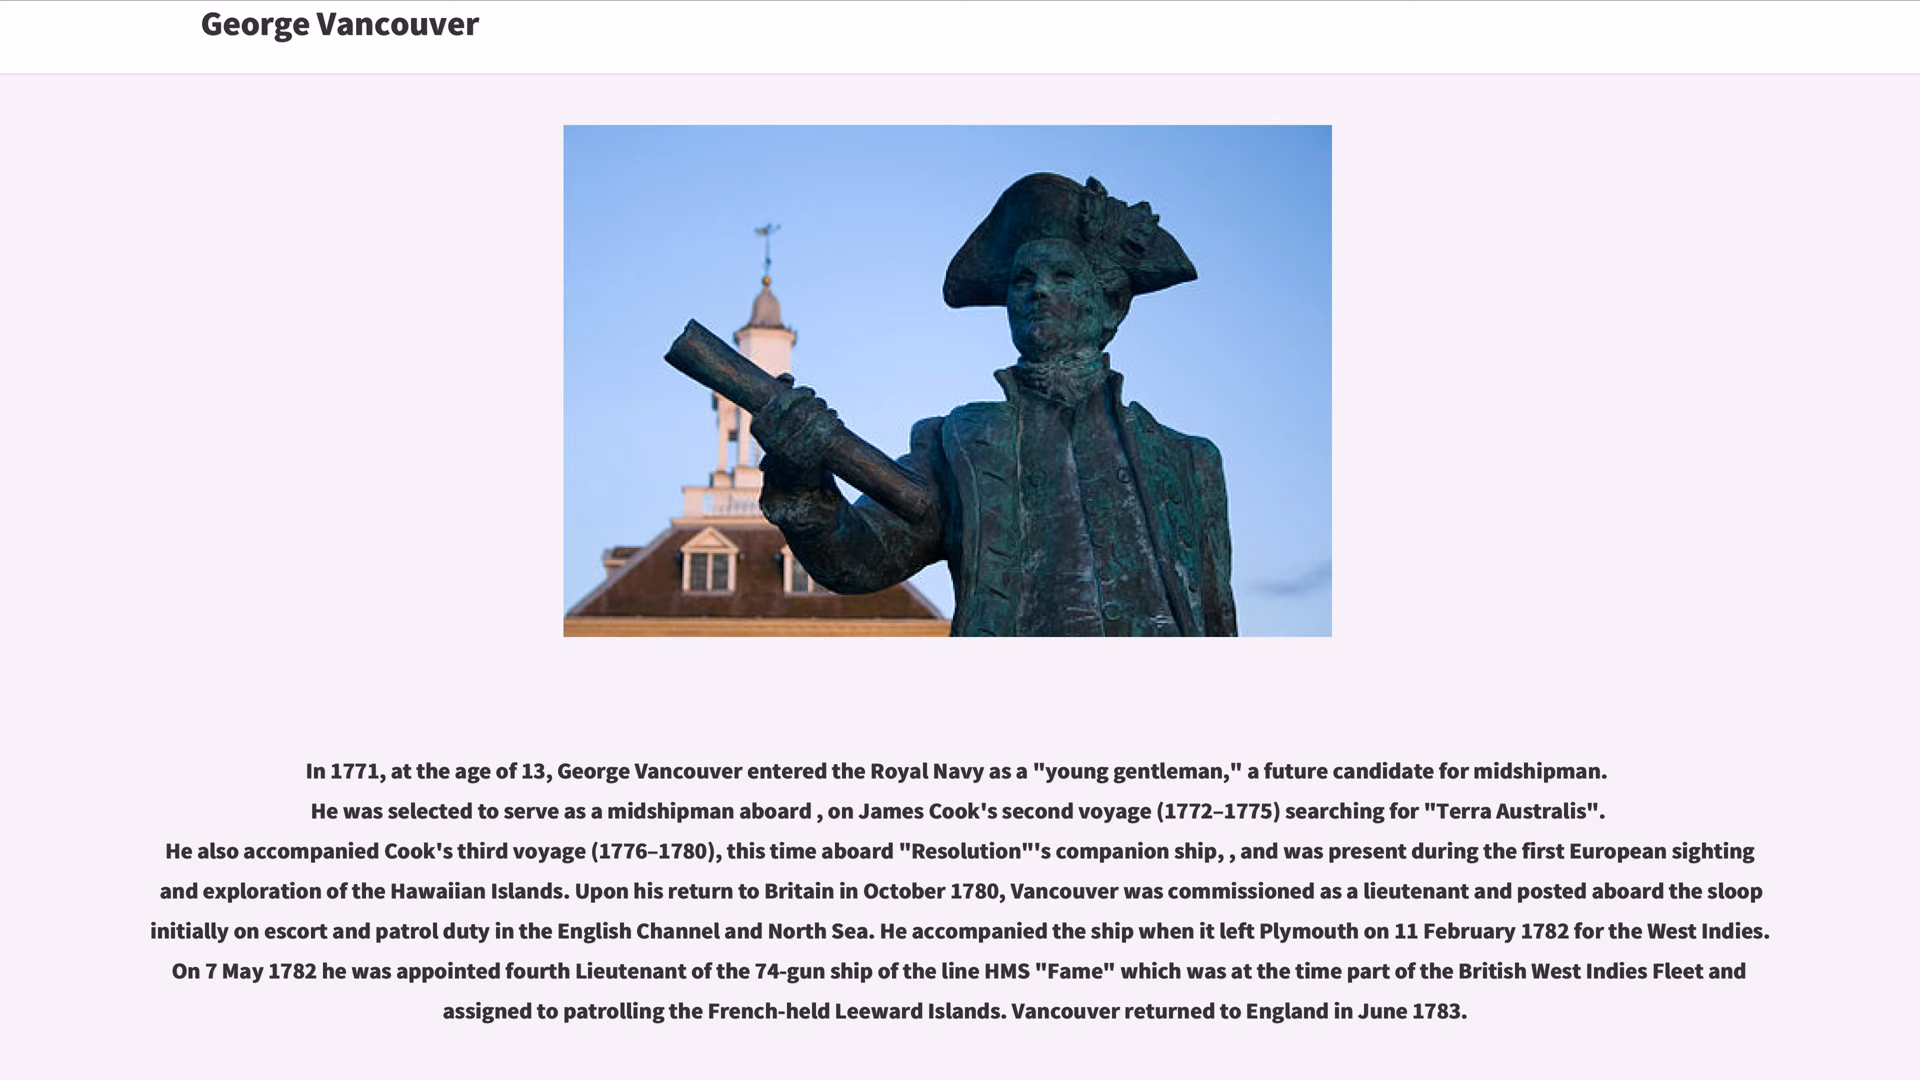 George Vancouver
In 1771, at the age of 13, George Vancouver entered the Royal Navy as a "young gentleman," a future candidate for midshipman.
He was selected to serve as a midshipman aboard , on James Cook's second voyage (1772–1775) searching for "Terra Australis".
He also accompanied Cook's third voyage (1776–1780), this time aboard "Resolution"'s companion ship, , and was present during the first European sighting
and exploration of the Hawaiian Islands. Upon his return to Britain in October 1780, Vancouver was commissioned as a lieutenant and posted aboard the sloop
initially on escort and patrol duty in the English Channel and North Sea. He accompanied the ship when it left Plymouth on 11 February 1782 for the West Indies.
On 7 May 1782 he was appointed fourth Lieutenant of the 74-gun ship of the line HMS "Fame" which was at the time part of the British West Indies Fleet and
assigned to patrolling the French-held Leeward Islands. Vancouver returned to England in June 1783.